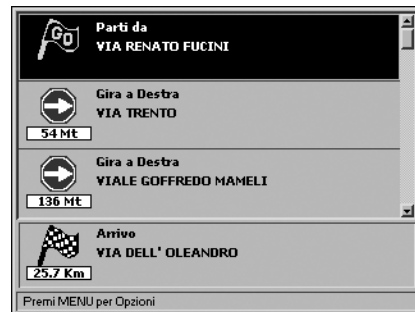 GO
Parti da
VIA RENATO FUCINI
Gira a Destra
VIA TRENTO
54 Mt
Gira a Destra
VIALE GOFFREDO MAMELI
136 Mt
Arrivo
VIA DELL' OLEANDRO
25.7 Km
Premi MENU per Opzioni